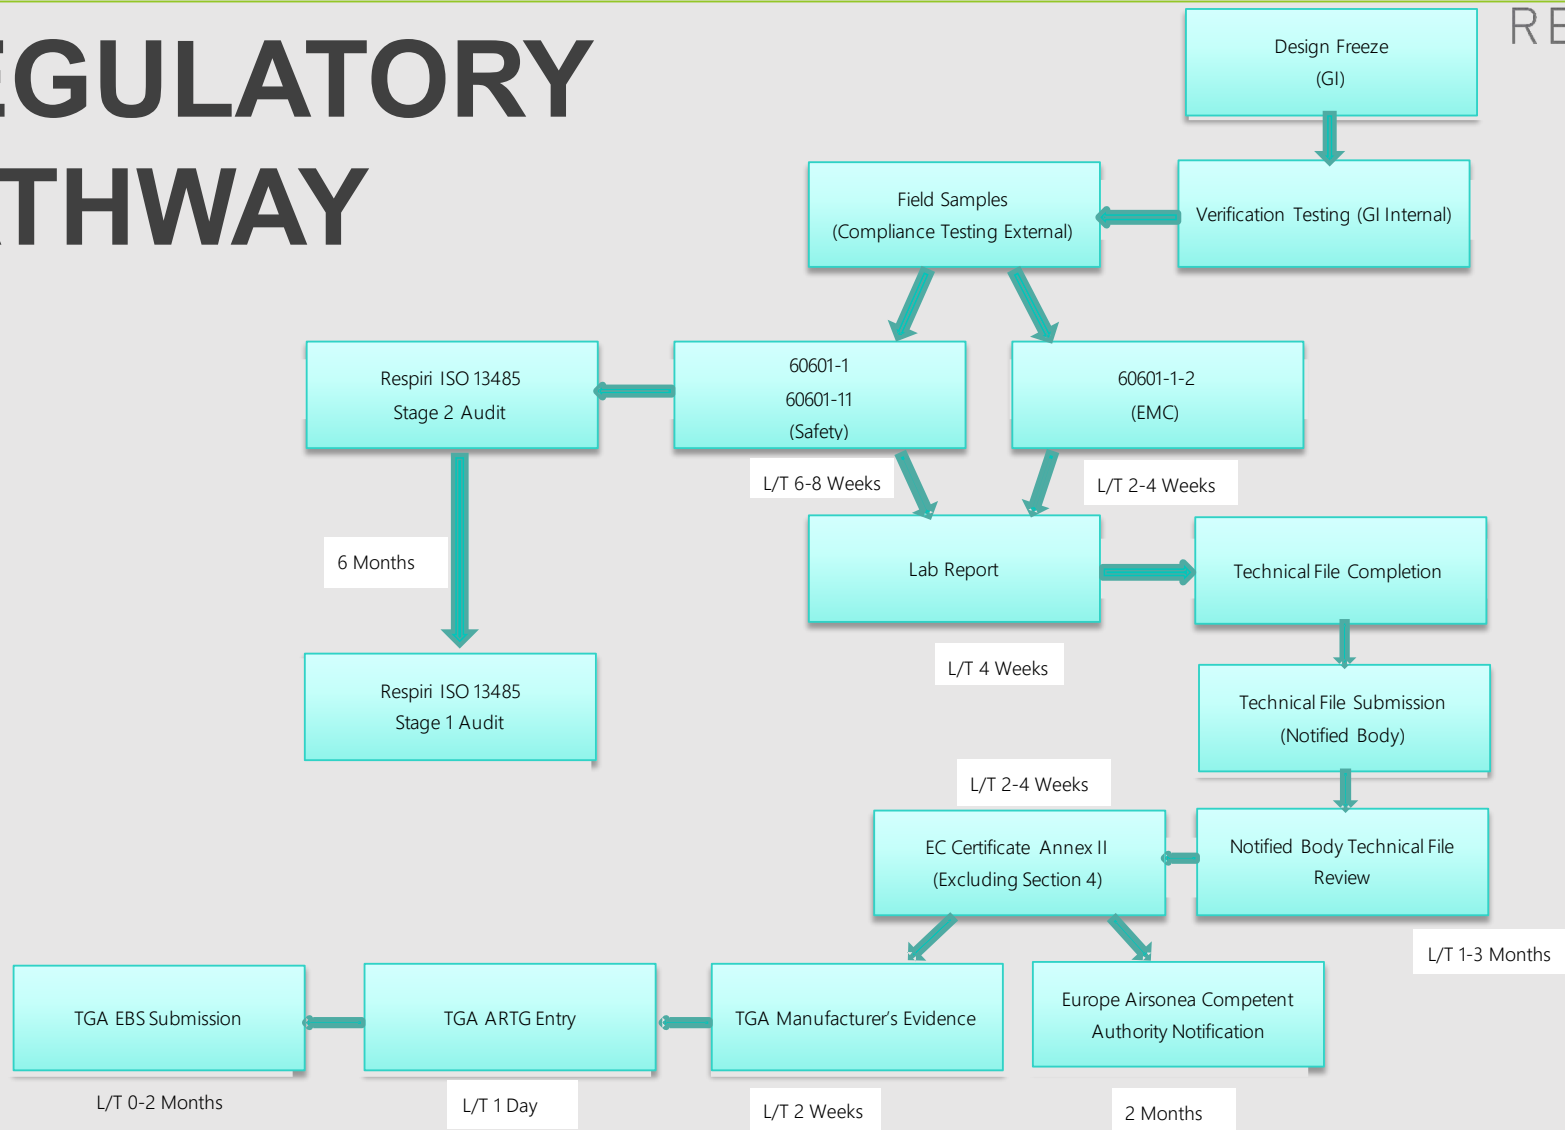 EGULATORY
ATHWAY
RE
Design Freeze
(GI)
Verification Testing (GI Internal)
Field Samples
(Compliance Testing External)
Respiri ISO 13485
Stage 2 Audit
60601-1
60601-11
(Safety)
60601-1-2
(EMC)
L/T 6-8 Weeks
L/T 2-4 Weeks
6 Months
Lab Report
Technical File Completion
L/T 4 Weeks
Respiri ISO 13485
Stage 1 Audit
Technical File Submission
(Notified Body)
L/T 2-4 Weeks
EC Certificate Annex II
(Excluding Section 4)
Notified Body Technical File
Review
L/T 1-3 Months
TGA EBS Submission
TGA ARTG Entry
TGA Manufacturer’s Evidence
Europe Airsonea Competent
Authority Notification
L/T 0-2 Months
L/T 1 Day
L/T 2 Weeks
2 Months